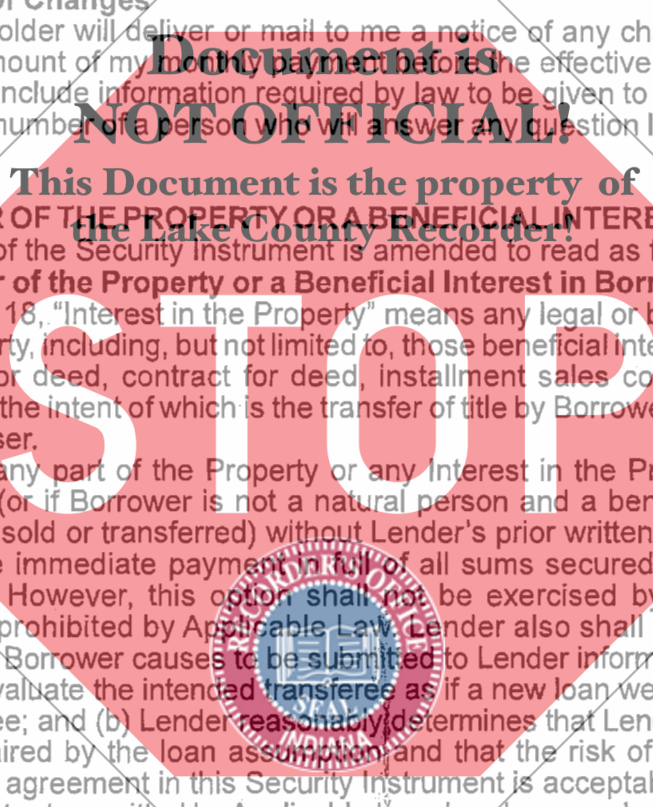 of Changes
older will deliver or mail to me a notice of any ch
Document is
nount of my monthly payment before the effective
nclude information required by law to be given to
NOT OFFICIAL!
number of a person who will answer any question I
This Document is the property of
R OF THE PROPERTY OR A BENEFICIAL INTERE
the Lake County Recorder!
of the Security Instrument is amended to read as f
r of the Property or a Beneficial Interest in Borr
18, "Interest in the Property" means any legal or b
STOP
rty, including, but not limited to, those beneficial inte
or deed, contract for deed, installment sales co
the intent of which is the transfer of title by Borrowe
ser.
any part of the Property or any Interest in the Pr
(or if Borrower is not a natural person and a ben
sold or transferred) without Lender's prior written
e immediate payment in full of all sums secured
RECORDER'S OFFICE
However, this option shall not be exercised by
prohibited by Applicable Law. Lender also shall
Borrower causes to be submitted to Lender inform
valuate the intended transferee as if a new loan we
SEAL
ee; and (b) Lender reasonably determines that Len
INDIANA
aired by the loan assumption and that the risk of
agreement in this Security Instrument is acceptab